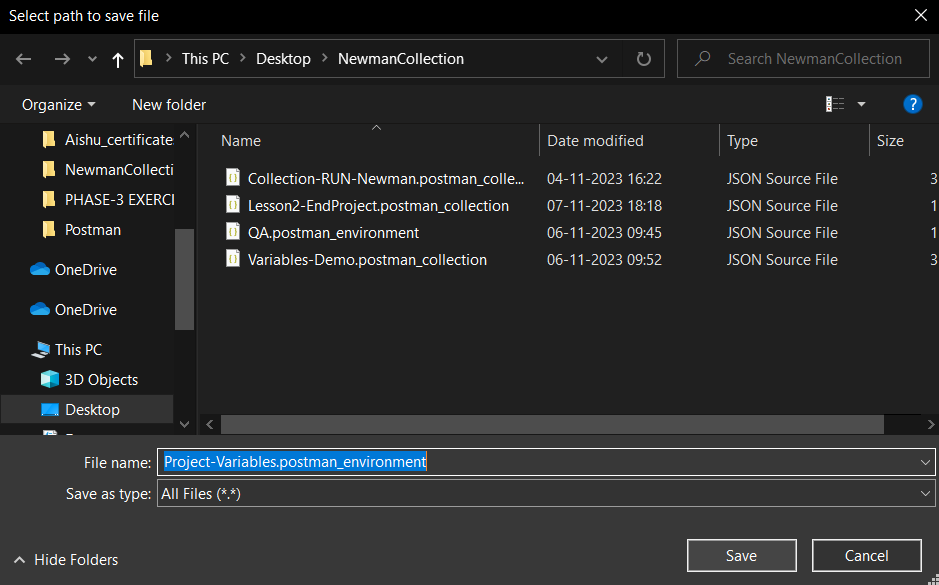 Select path to save file
This PC > Desktop > NewmanCollection
Search NewmanCollection
Organize
New folder
?
Name
Date modified
Type
Size
Aishu_certificate
NewmanCollecti
PHASE-3 EXERCI
Postman
OneDrive
OneDrive
This PC
3D Objects
Desktop
Collection-RUN-Newman.postman_colle... 04-11-2023 16:22 JSON Source File 3
Lesson2-EndProject.postman_collection 07-11-2023 18:18 JSON Source File 1
QA.postman_environment 06-11-2023 09:45 JSON Source File 1
Variables-Demo.postman_collection 06-11-2023 09:52 JSON Source File 3
File name: Project-Variables.postman_environment
Save as type: All Files (*.*)
Hide Folders
Save
Cancel